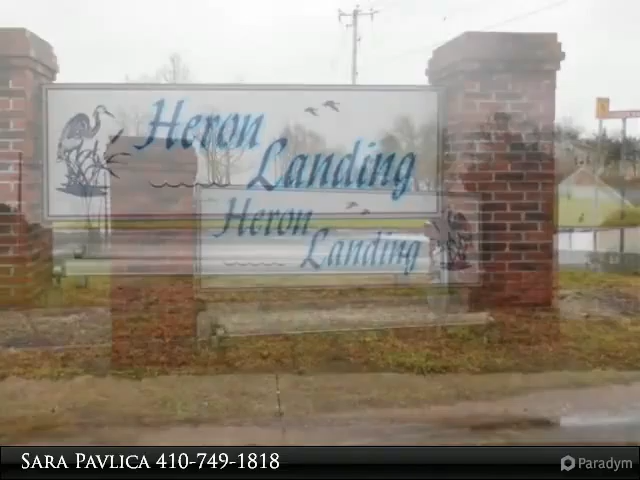 Heron
Landing
Heron
Landing
SARA PAVLICA 410-749-1818
Paradym